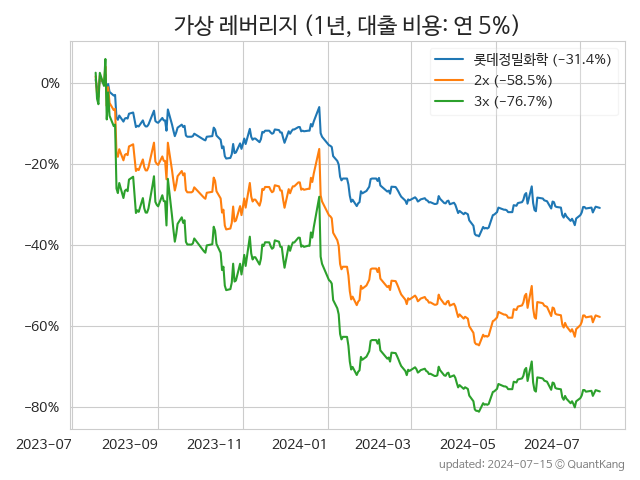 가상 레버리지 (1년, 대출 비용: 연 5%)
롯데정밀화학 (−31.4%)
2x (−58.5%)
3x (−76.7%)
0%
−20%
−40%
−60%
−80%
2023-07 2023-09 2023-11 2024-01 2024-03 2024-05 2024-07
updated: 2024-07-15 © QuantKang